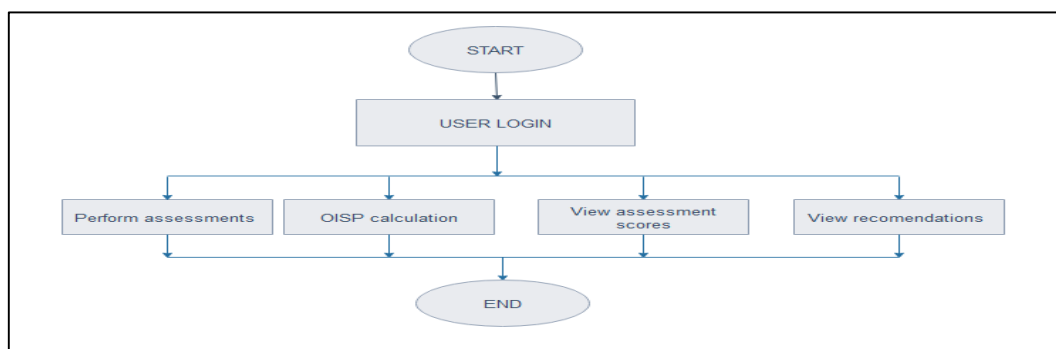 START
USER LOGIN
Perform assessments
OISP calculation
View assessment
scores
View recomendations
END